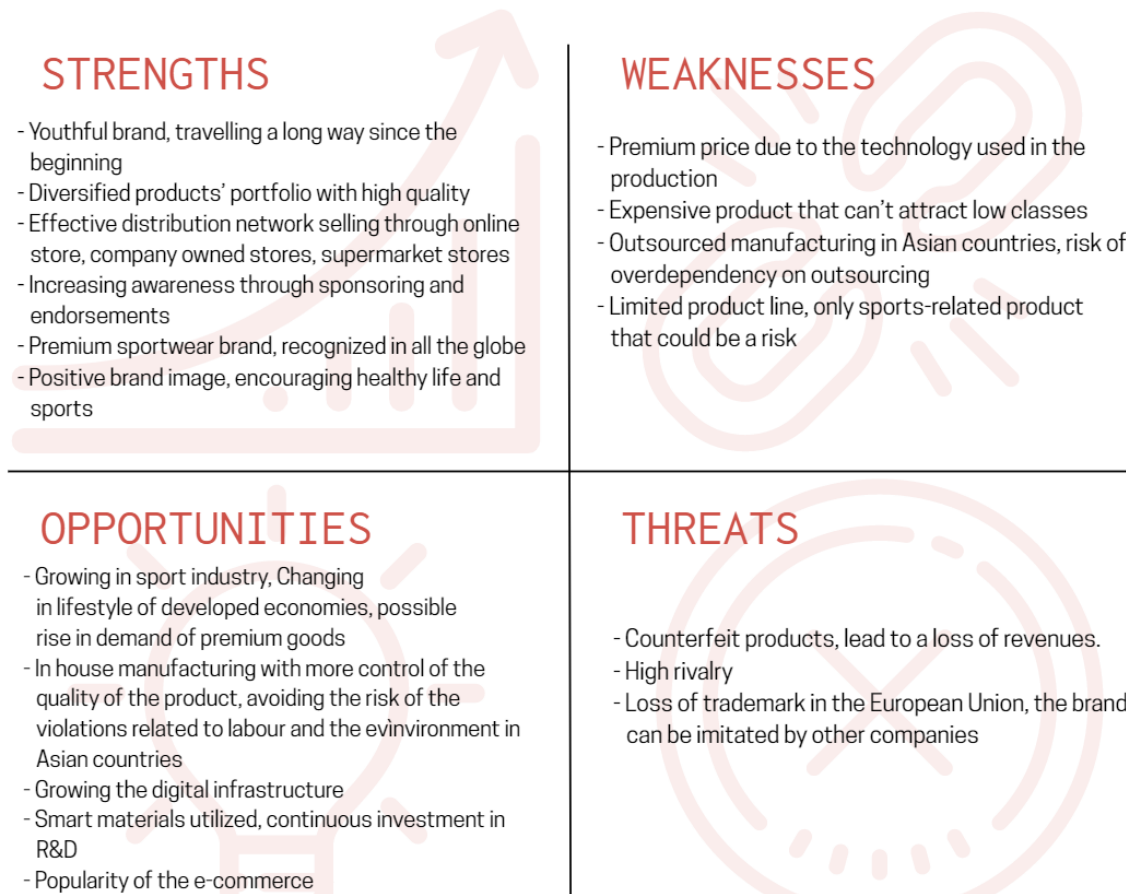 STRENGTHS
- Youthful brand, travelling a long way since the
beginning
- Diversified products' portfolio with high quality
- Effective distribution network selling through online
store, company owned stores, supermarket stores
- Increasing awareness through sponsoring and
endorsements
- Premium sportwear brand, recognized in all the globe
- Positive brand image, encouraging healthy life and
sports
WEAKNESSES
- Premium price due to the technology used in the
production
- Expensive product that can't attract low classes
- Outsourced manufacturing in Asian countries, risk of
overdependency on outsourcing
- Limited product line, only sports-related product
that could be a risk
OPPORTUNITIES
- Growing in sport industry, Changing
in lifestyle of developed economies, possible
rise in demand of premium goods
- In house manufacturing with more control of the
quality of the product, avoiding the risk of the
violations related to labour and the evìnvironment in
Asian countries
- Growing the digital infrastructure
- Smart materials utilized, continuous investment in
R&D
- Popularity of the e-commerce
THREATS
- Counterfeit products, lead to a loss of revenues.
- High rivalry
- Loss of trademark in the European Union, the brand
can be imitated by other companies